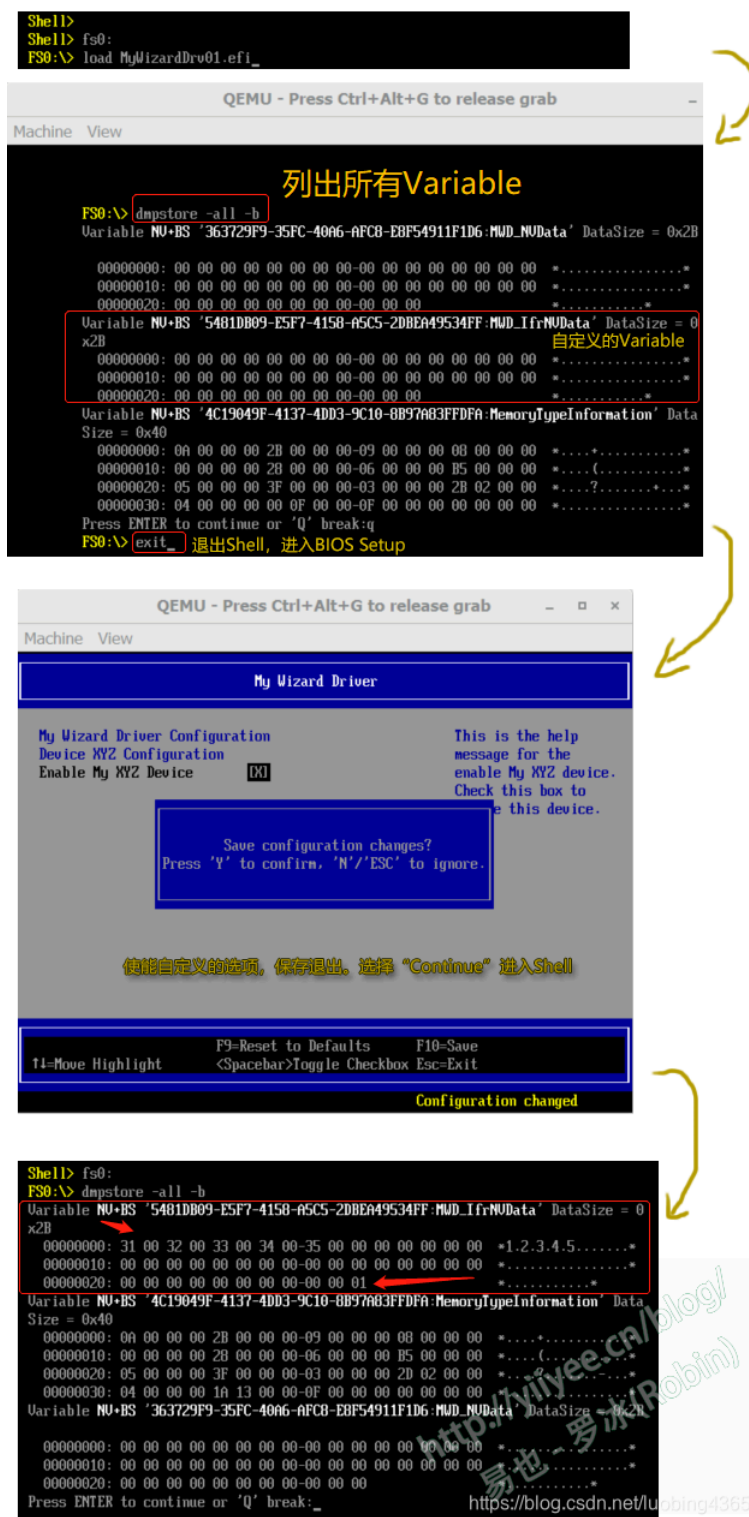 Shell>
Shell> fs0:
FS0:\> load MyWizardDrv01.efi_
QEMU - Press Ctrl+Alt+G to release grab
Machine View
列出所有Variable
FS0:\> dmpstore -all -b
Variable NV+BS '363729F9-35FC-40A6-AFC8-E8F54911F1D6:MWD_NVData' DataSize = 0x2B
00000000: 00 00 00 00 00 00 00 00-00 00 00 00 00 00 00 00 *................*
00000010: 00 00 00 00 00 00 00 00-00 00 00 00 00 00 00 00 *................*
00000020: 00 00 00 00 00 00 00 00-00 00 00 *...........*
Variable NV+BS '5481DB09-E5F7-4158-A5C5-2DBEA49534FF:MWD_IfrNVData' DataSize = 0
x2B
自定义的Variable
00000000: 00 00 00 00 00 00 00 00-00 00 00 00 00 00 00 00 *................*
00000010: 00 00 00 00 00 00 00 00-00 00 00 00 00 00 00 00 *................*
00000020: 00 00 00 00 00 00 00 00-00 00 00 *...........*
Variable NV+BS '4C19049F-4137-4DD3-9C10-8B97A83FFDFA:MemoryTypeInformation' Data
Size = 0x40
00000000: 0A 00 00 00 2B 00 00 00-09 00 00 00 08 00 00 00 *....+...........*
00000010: 00 00 00 00 28 00 00 00-06 00 00 00 B5 00 00 00 *....(...........*
00000020: 05 00 00 00 3F 00 00 00-03 00 00 00 2B 02 00 00 *....?.......+...*
00000030: 04 00 00 00 00 0F 00 00-0F 00 00 00 00 00 00 00 *................*
Press ENTER to continue or 'Q' break:q
FS0:\> exit_ 退出Shell，进入BIOS Setup
QEMU - Press Ctrl+Alt+G to release grab
Machine View
My Wizard Driver
My Wizard Driver Configuration
Device XYZ Configuration
Enable My XYZ Device [X]
This is the help
message for the
enable My XYZ device.
Check this box to
e this device.
Save configuration changes?
Press 'Y' to confirm, 'N'/'ESC' to ignore.
使能自定义的选项，保存退出。选择“Continue”进入Shell
F9=Reset to Defaults F10=Save
↑↓=Move Highlight <Spacebar>Toggle Checkbox Esc=Exit
Configuration changed
Shell> fs0:
FS0:\> dmpstore -all -b
Variable NV+BS '5481DB09-E5F7-4158-A5C5-2DBEA49534FF:MWD_IfrNVData' DataSize = 0
x2B
00000000: 31 00 32 00 33 00 34 00-35 00 00 00 00 00 00 00 *1.2.3.4.5.......*
00000010: 00 00 00 00 00 00 00 00-00 00 00 00 00 00 00 00 *................*
00000020: 00 00 00 00 00 00 00 00-00 00 01 *...........*
Variable NV+BS '4C19049F-4137-4DD3-9C10-8B97A83FFDFA:MemoryTypeInformation' Data
Size = 0x40
00000000: 0A 00 00 00 2B 00 00 00-09 00 00 00 08 00 00 00 *....+...........*
00000010: 00 00 00 00 28 00 00 00-06 00 00 00 B5 00 00 00 *....(...........*
00000020: 05 00 00 00 3F 00 00 00-03 00 00 00 2D 02 00 00 *....?.......-...*
00000030: 04 00 00 00 1A 13 00 00-0F 00 00 00 00 00 00 00 *................*
Variable NV+BS '363729F9-35FC-40A6-AFC8-E8F54911F1D6:MWD_NVData' DataSize = 0x2B
00000000: 00 00 00 00 00 00 00 00-00 00 00 00 00 00 00 00 *................*
00000010: 00 00 00 00 00 00 00 00-00 00 00 00 00 00 00 00 *................*
00000020: 00 00 00 00 00 00 00 00-00 00 00 *...........*
Press ENTER to continue or 'Q' break:_
http://yiiyee.cn/blog/
易也 - 罗冰(Robin)
https://blog.csdn.net/luobing4365